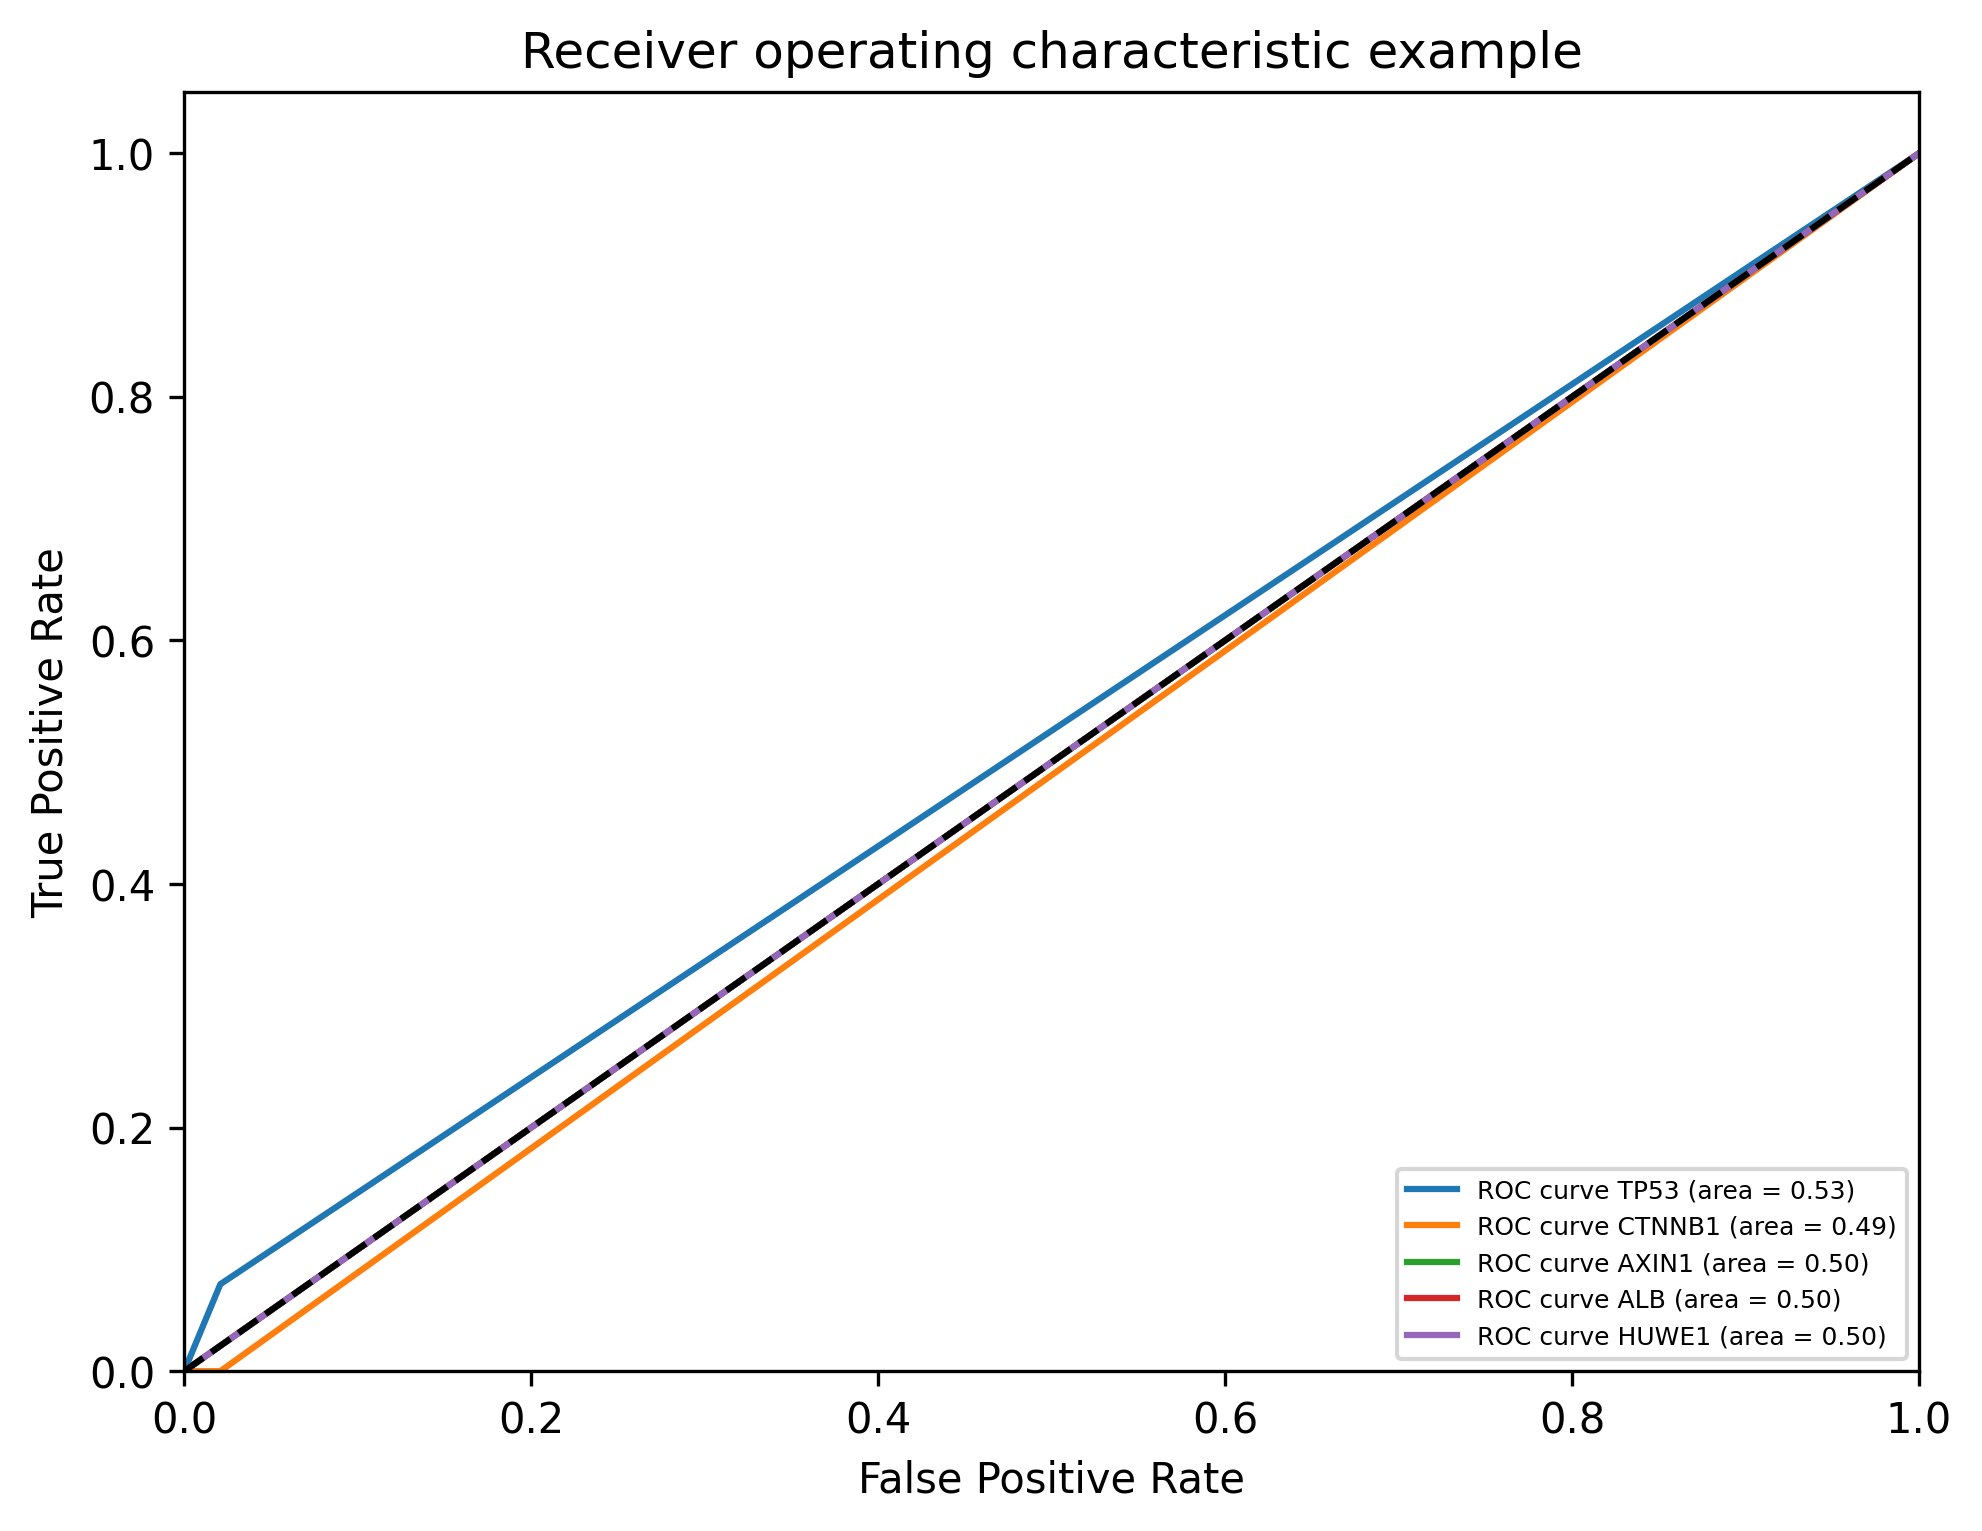 Receiver operating characteristic example
1.0
0.8
0.6
0.4
0.2
0.0
True Positive Rate
ROC curve TP53 (area = 0.53)
ROC curve CTNNB1 (area = 0.49)
ROC curve AXIN1 (area = 0.50)
ROC curve ALB (area = 0.50)
ROC curve HUWE1 (area = 0.50)
0.0 0.2 0.4 0.6 0.8 1.0
False Positive Rate